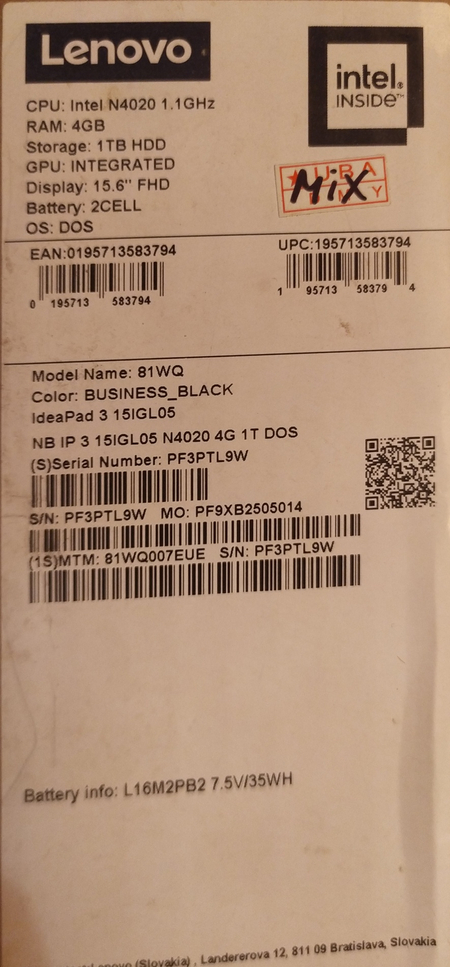 Lenovo
intel®
INSIDE™
CPU: Intel N4020 1.1GHz
RAM: 4GB
Storage: 1TB HDD
GPU: INTEGRATED
Display: 15.6" FHD
Battery: 2CELL
OS: DOS
MiX
EAN:0195713583794
UPC:195713583794
0 195713 583794
1 95713 58379 4
Model Name: 81WQ
Color: BUSINESS_BLACK
IdeaPad 3 15IGL05
NB IP 3 15IGL05 N4020 4G 1T DOS
(S)Serial Number: PF3PTL9W
S/N: PF3PTL9W MO: PF9XB2505014
(1S)MTM: 81WQ007EUE S/N: PF3PTL9W
Battery info: L16M2PB2 7.5V/35WH
Lenovo (Slovakia) , Landererova 12, 811 09 Bratislava, Slovakia